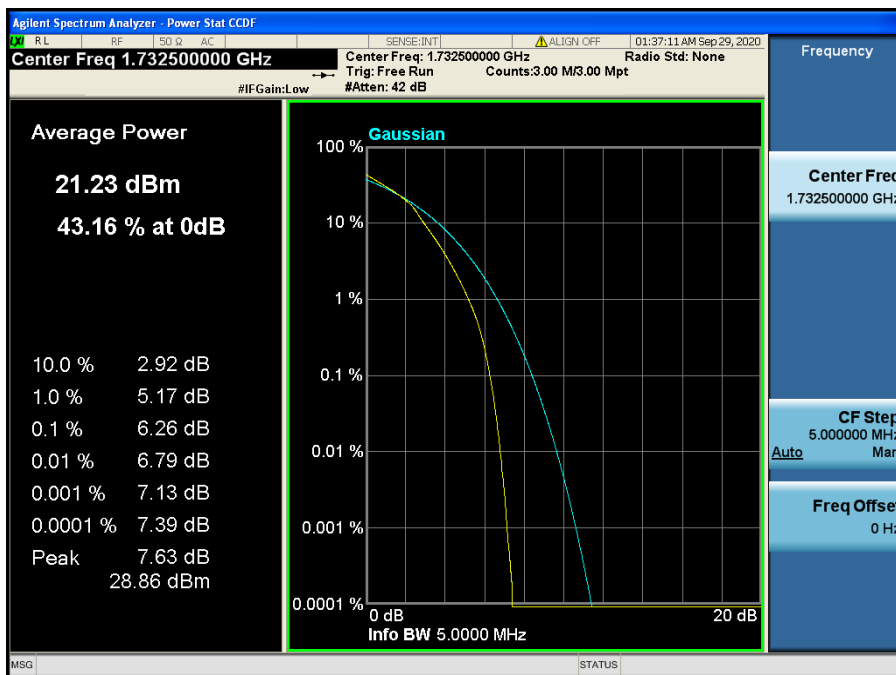 Agilent Spectrum Analyzer - Power Stat CCDF
LXI RL RF 50 Ω AC SENSE:INT ALIGN OFF 01:37:11 AM Sep 29, 2020
Center Freq 1.732500000 GHz
Center Freq: 1.732500000 GHz Radio Std: None
Trig: Free Run Counts:3.00 M/3.00 Mpt
#IFGain:Low #Atten: 42 dB
Average Power
21.23 dBm
43.16 % at 0dB
10.0 % 2.92 dB
1.0 % 5.17 dB
0.1 % 6.26 dB
0.01 % 6.79 dB
0.001 % 7.13 dB
0.0001 % 7.39 dB
Peak 7.63 dB
28.86 dBm
Gaussian
100 %
10 %
1 %
0.1 %
0.01 %
0.001 %
0.0001 %
0 dB 20 dB
Info BW 5.0000 MHz
Frequency
Center Freq
1.732500000 GHz
CF Step
5.000000 MHz
Auto Man
Freq Offset
0 Hz
MSG STATUS